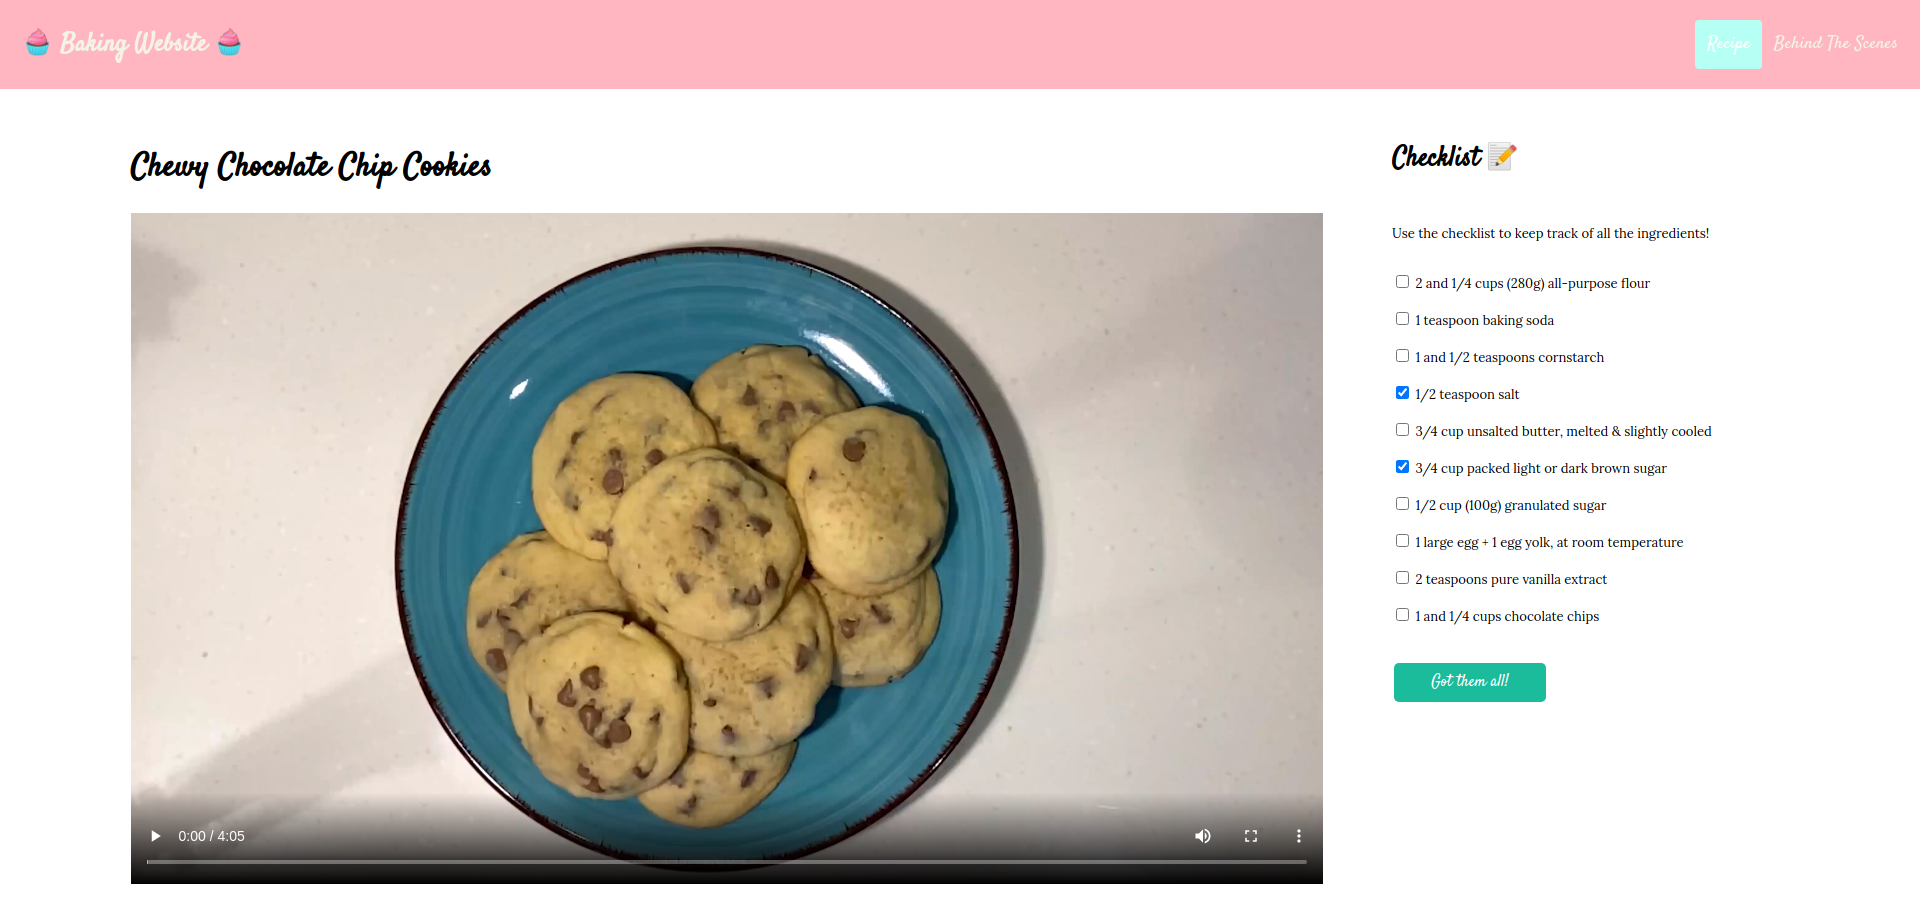 🧁 Baking Website 🧁
Recipe
Behind The Scenes
Chewy Chocolate Chip Cookies
0:00 / 4:05
Checklist 📝
Use the checklist to keep track of all the ingredients!
2 and 1/4 cups (280g) all-purpose flour
1 teaspoon baking soda
1 and 1/2 teaspoons cornstarch
1/2 teaspoon salt
3/4 cup unsalted butter, melted & slightly cooled
3/4 cup packed light or dark brown sugar
1/2 cup (100g) granulated sugar
1 large egg + 1 egg yolk, at room temperature
2 teaspoons pure vanilla extract
1 and 1/4 cups chocolate chips
Got them all!